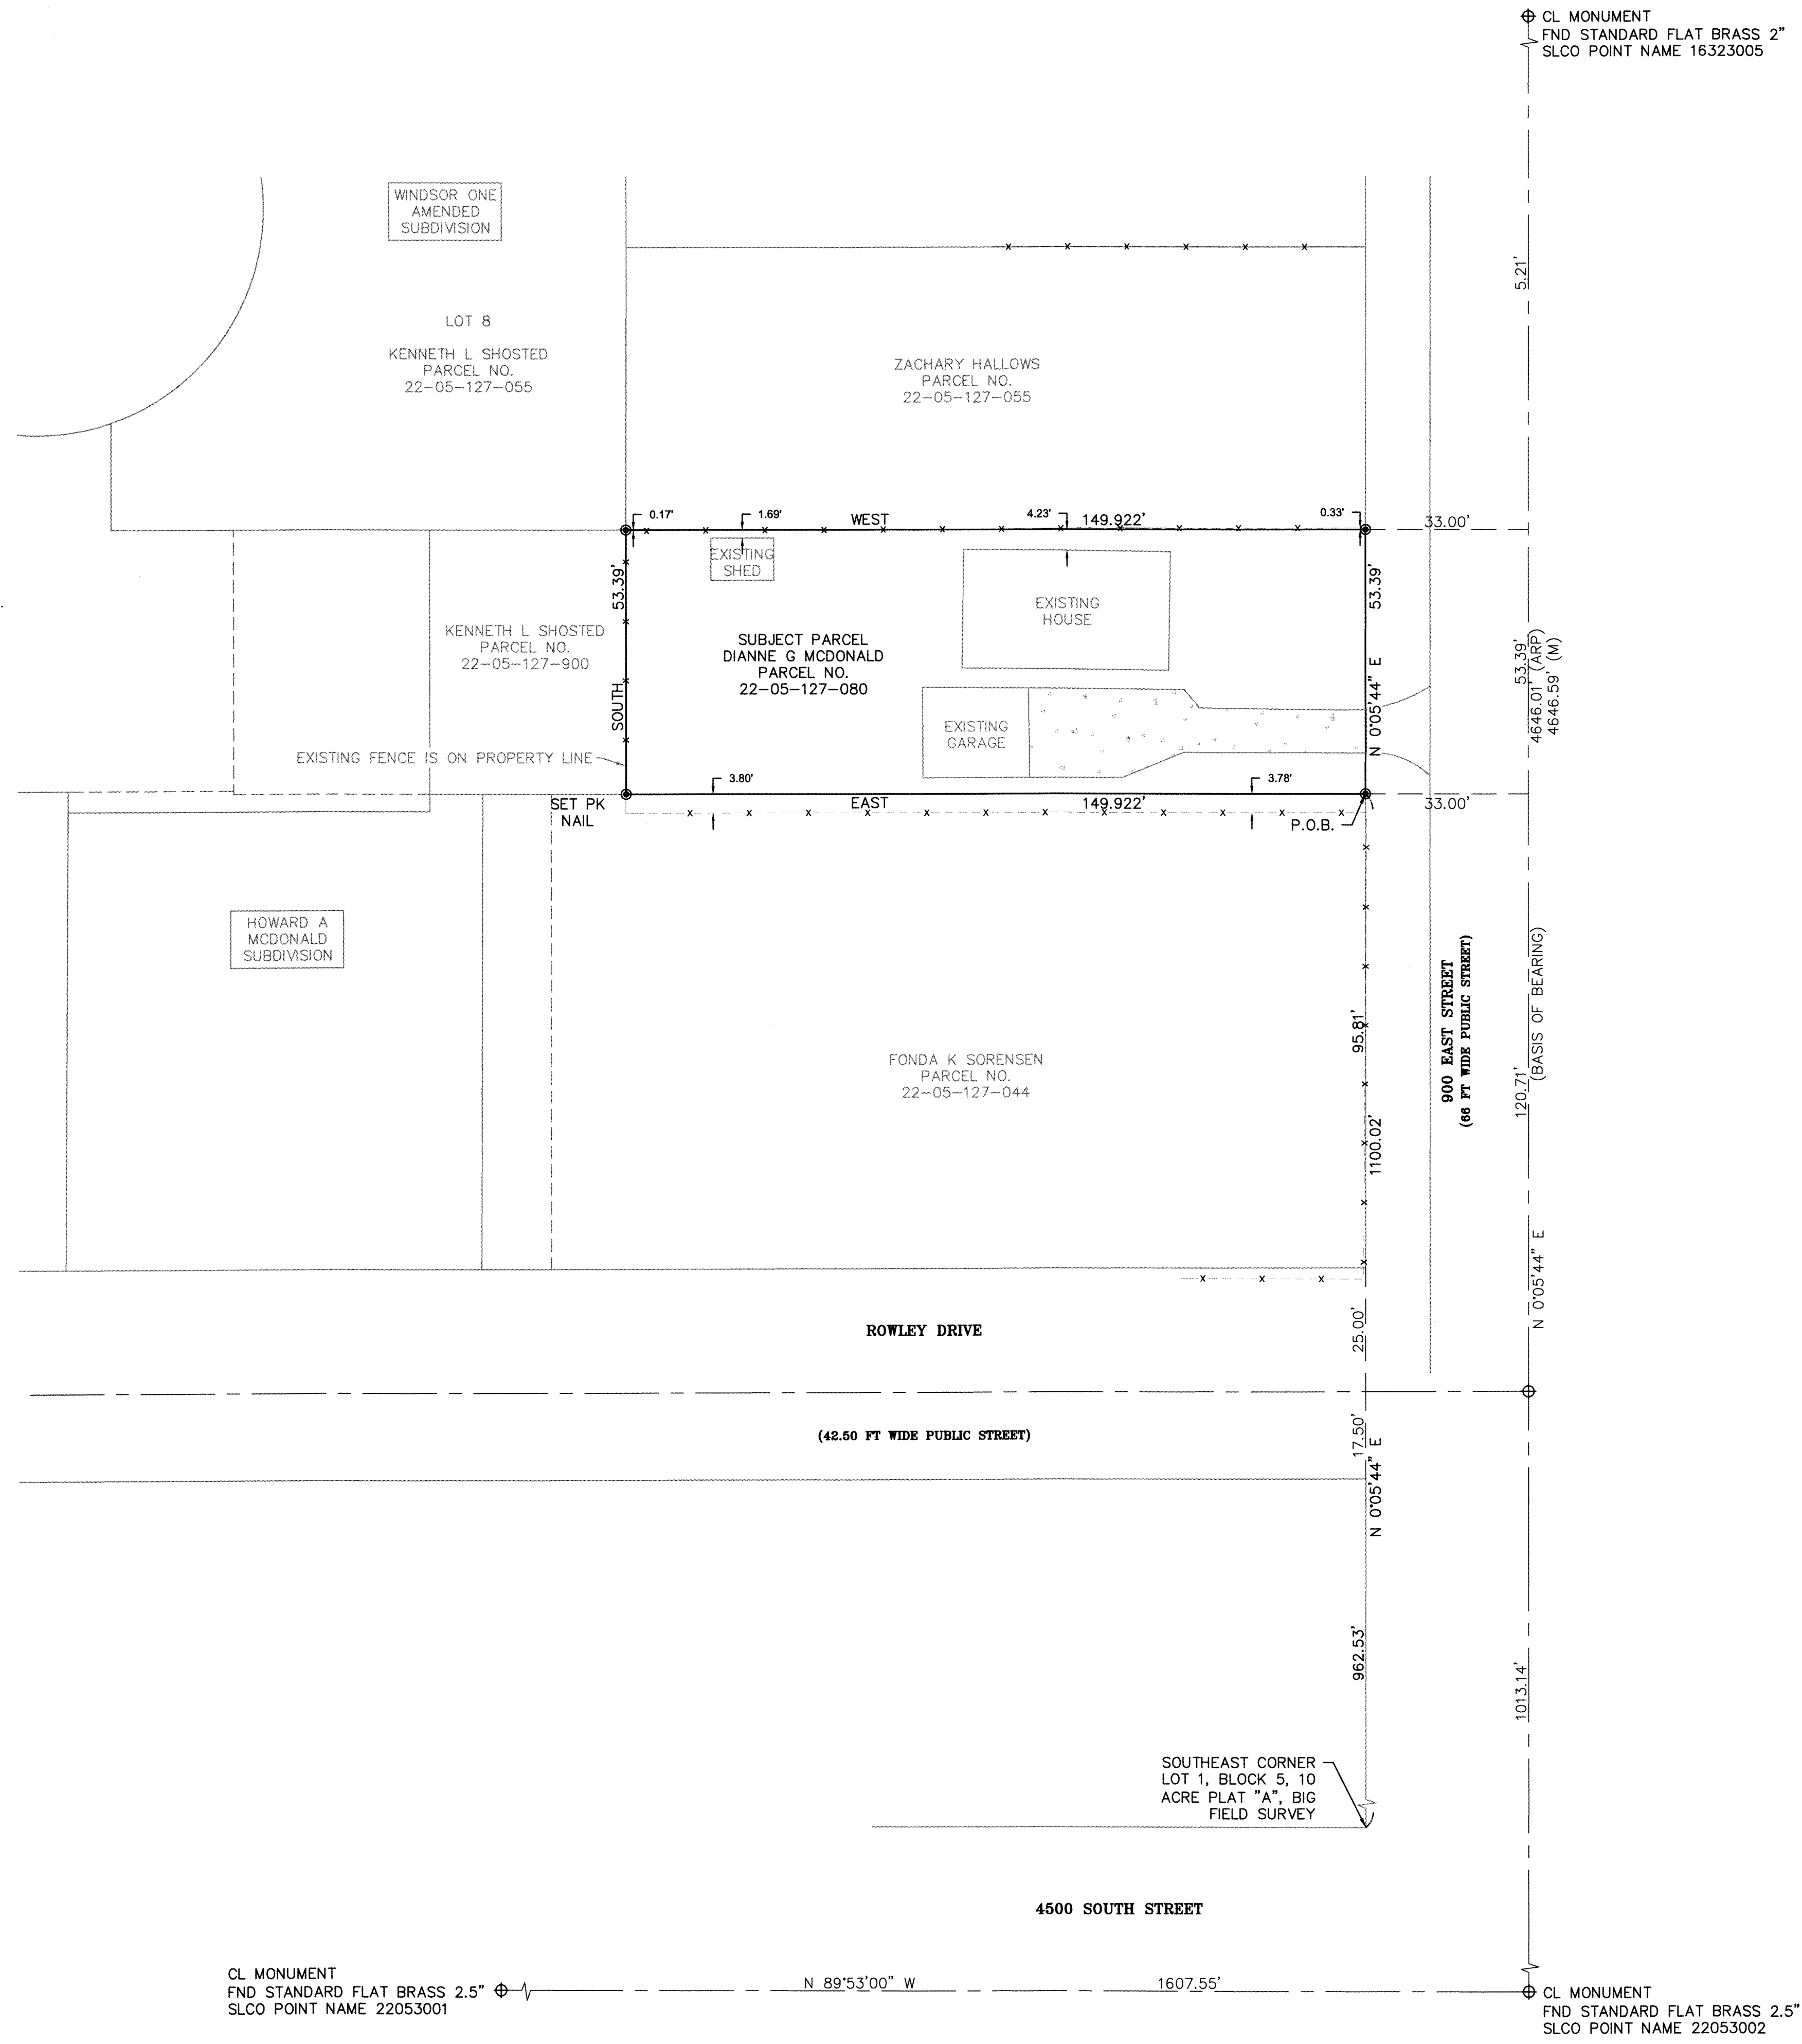 CL MONUMENT
FND STANDARD FLAT BRASS 2"
SLCO POINT NAME 16323005
WINDSOR ONE
AMENDED
SUBDIVISION
5.21'
LOT 8
KENNETH L SHOSTED
PARCEL NO.
22-05-127-055
ZACHARY HALLOWS
PARCEL NO.
22-05-127-055
0.17'
1.69'
WEST
4.23'
149.922'
0.33'
33.00'
EXISTING
SHED
53.39'
SOUTH
EXISTING
HOUSE
53.39'
N 0°05'44" E
KENNETH L SHOSTED
PARCEL NO.
22-05-127-900
SUBJECT PARCEL
DIANNE G MCDONALD
PARCEL NO.
22-05-127-080
53.39'
4646.01' (ARP)
4646.59' (M)
EXISTING
GARAGE
EXISTING FENCE IS ON PROPERTY LINE
3.80'
3.78'
SET PK
NAIL
EAST
149.922'
33.00'
P.O.B.
HOWARD A
MCDONALD
SUBDIVISION
900 EAST STREET
(66 FT WIDE PUBLIC STREET)
(BASIS OF BEARING)
95.81'
FONDA K SORENSEN
PARCEL NO.
22-05-127-044
120.71'
1100.02'
N 0°05'44" E
ROWLEY DRIVE
25.00'
(42.50 FT WIDE PUBLIC STREET)
17.50'
N 0°05'44" E
962.53'
1013.14'
SOUTHEAST CORNER
LOT 1, BLOCK 5, 10
ACRE PLAT "A", BIG
FIELD SURVEY
4500 SOUTH STREET
CL MONUMENT
FND STANDARD FLAT BRASS 2.5"
SLCO POINT NAME 22053001
N 89°53'00" W
1607.55'
CL MONUMENT
FND STANDARD FLAT BRASS 2.5"
SLCO POINT NAME 22053002